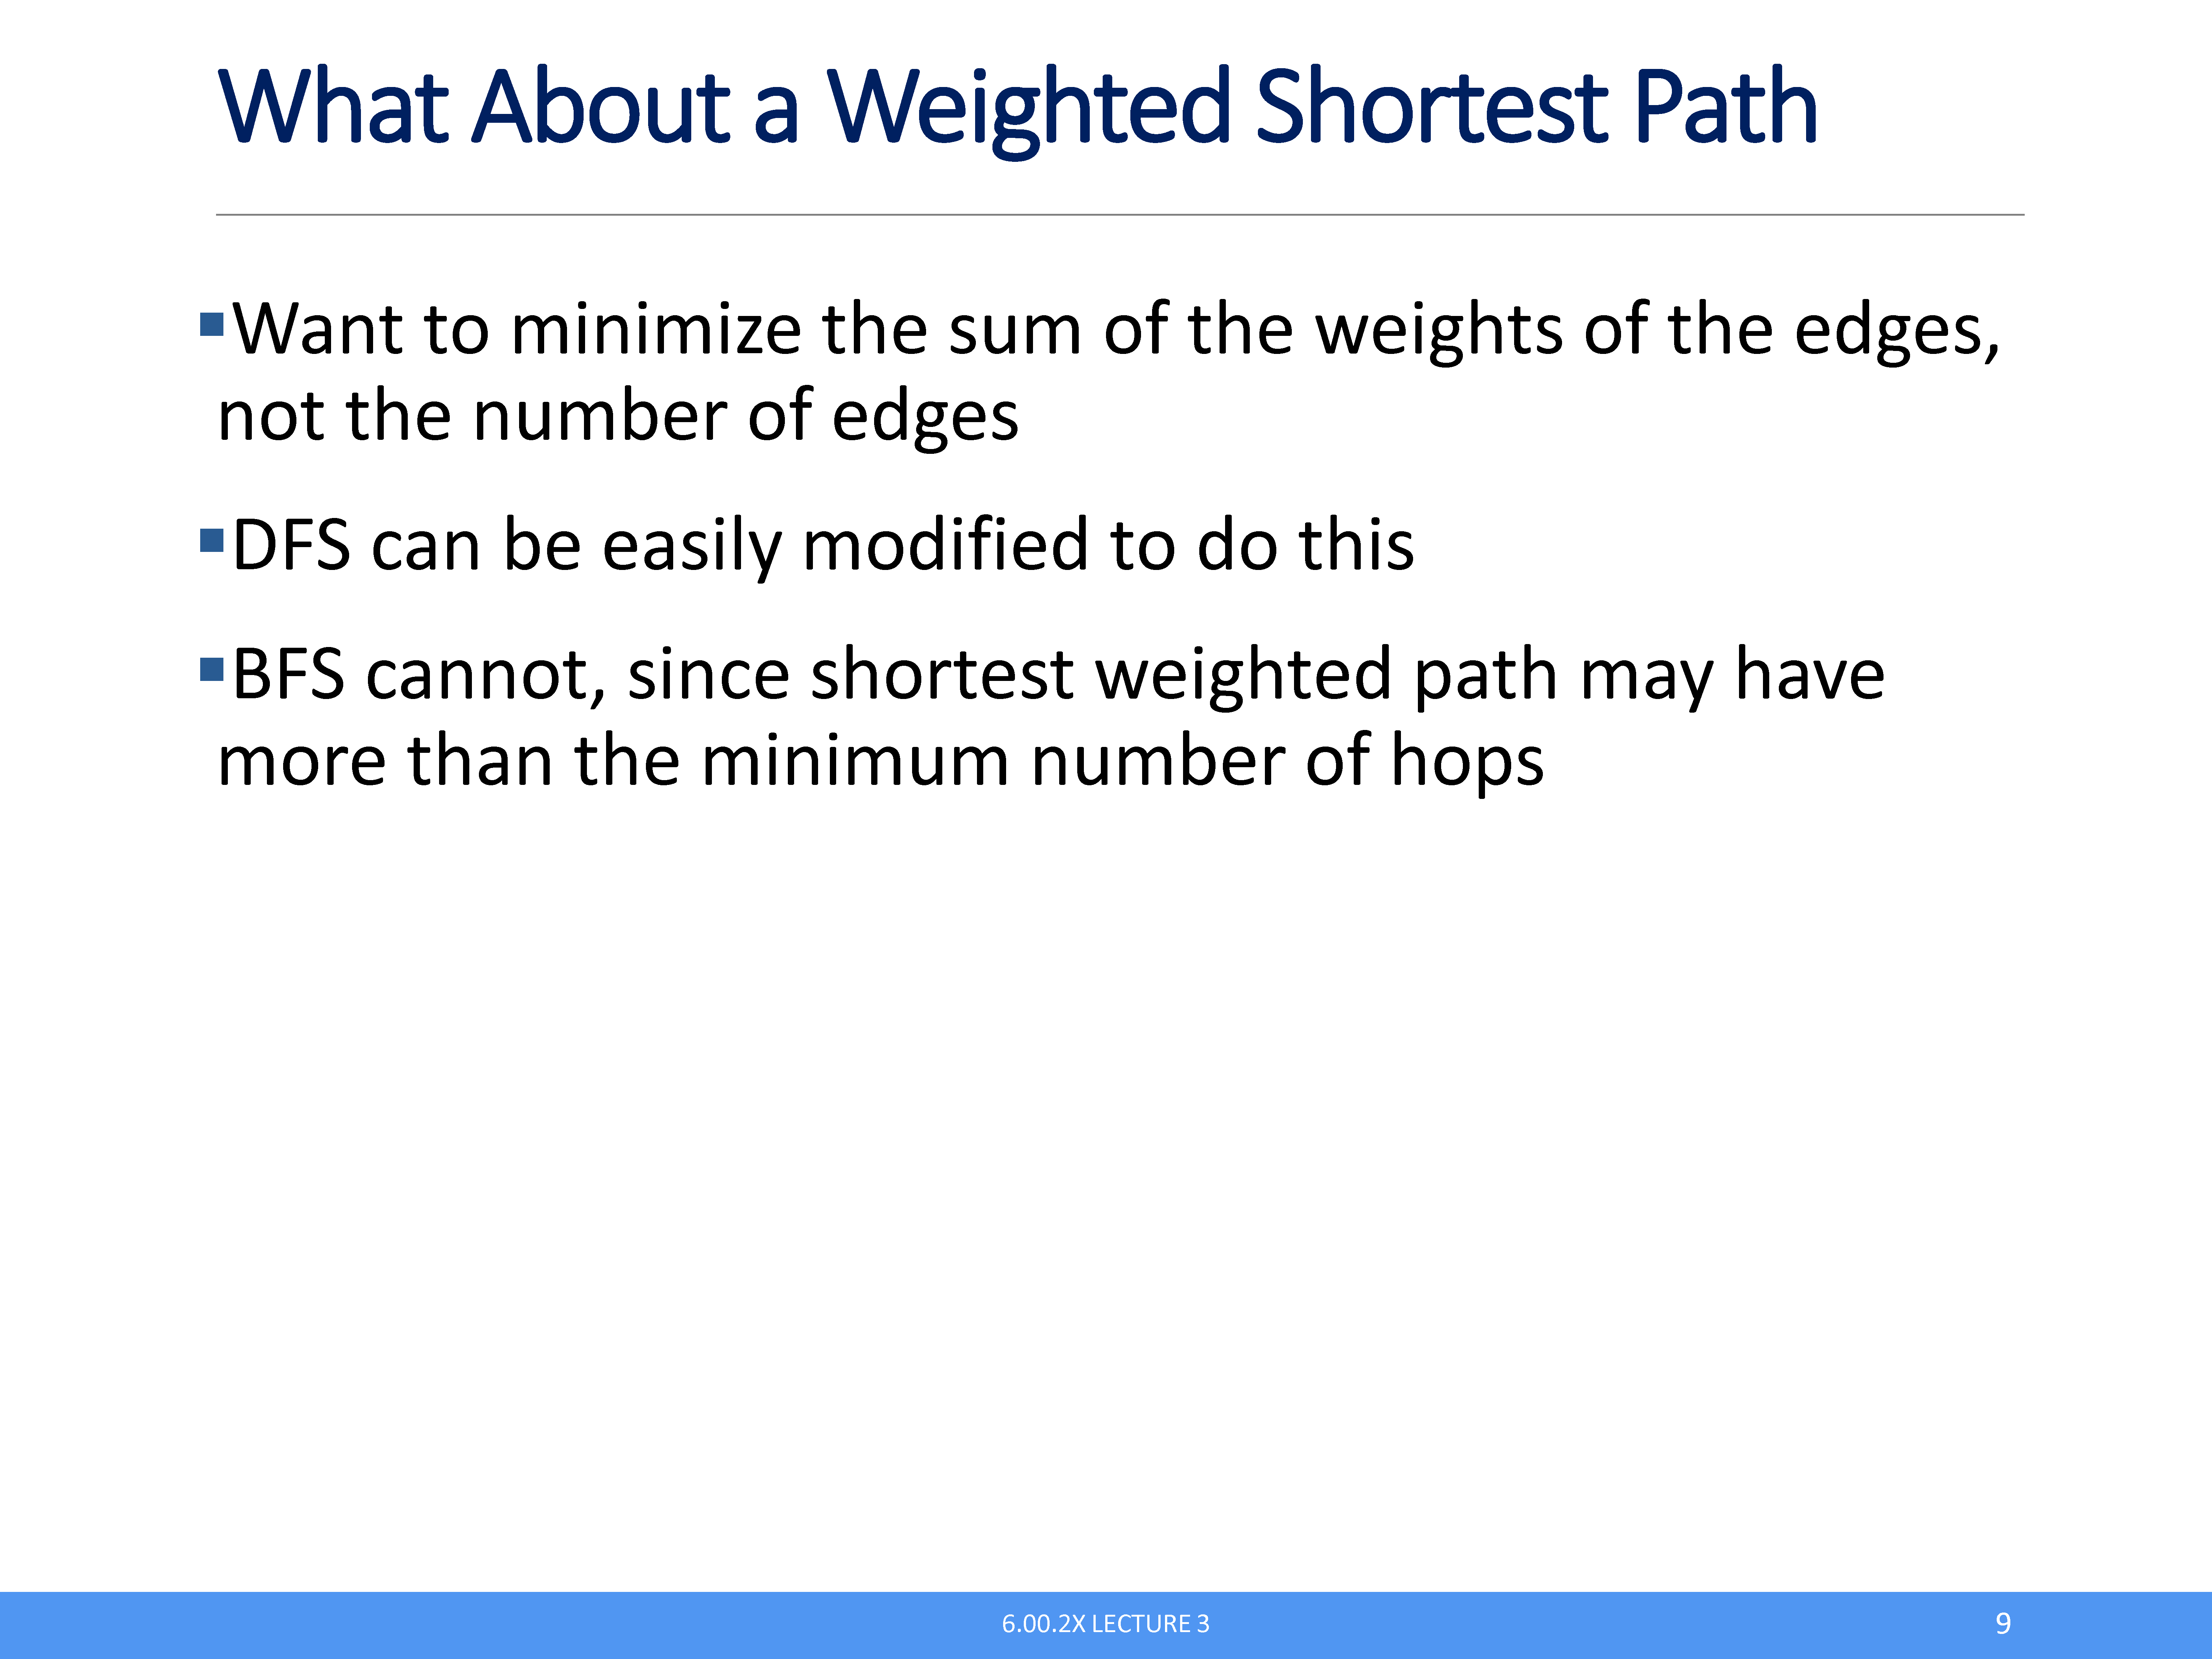 What About a Weighted Shortest Path
▪Want to minimize the sum of the weights of the edges,
not the number of edges
▪DFS can be easily modified to do this
▪BFS cannot, since shortest weighted path may have
more than the minimum number of hops
6.00.2X LECTURE 3
9